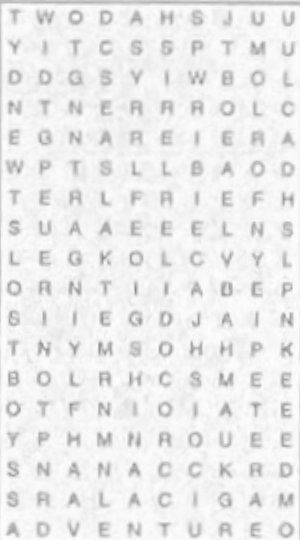 T W O D A H S J U U
Y I T C S S P T M U
D D G S Y I W B O L
N T N E R R R O L C
E G N A R E I E R A
W P T S L L B A O D
T E R L F R I E F H
S U A A E E E L N S
L E G K O L C V Y L
O R N T I I A B E P
S I I E G D J A I N
T N Y M S O H H P K
B O L R H C S M E E
O T F N I O I A T E
Y P H M N R O U E E
S N A N A C C K R D
S R A L A C I G A M
A D V E N T U R E O